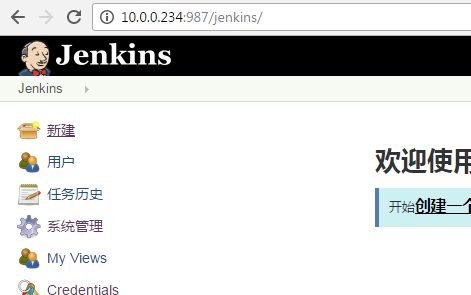 10.0.0.234:987/jenkins/
Jenkins
Jenkins
新建
用户
任务历史
系统管理
My Views
Credentials
欢迎使用
开始创建一个